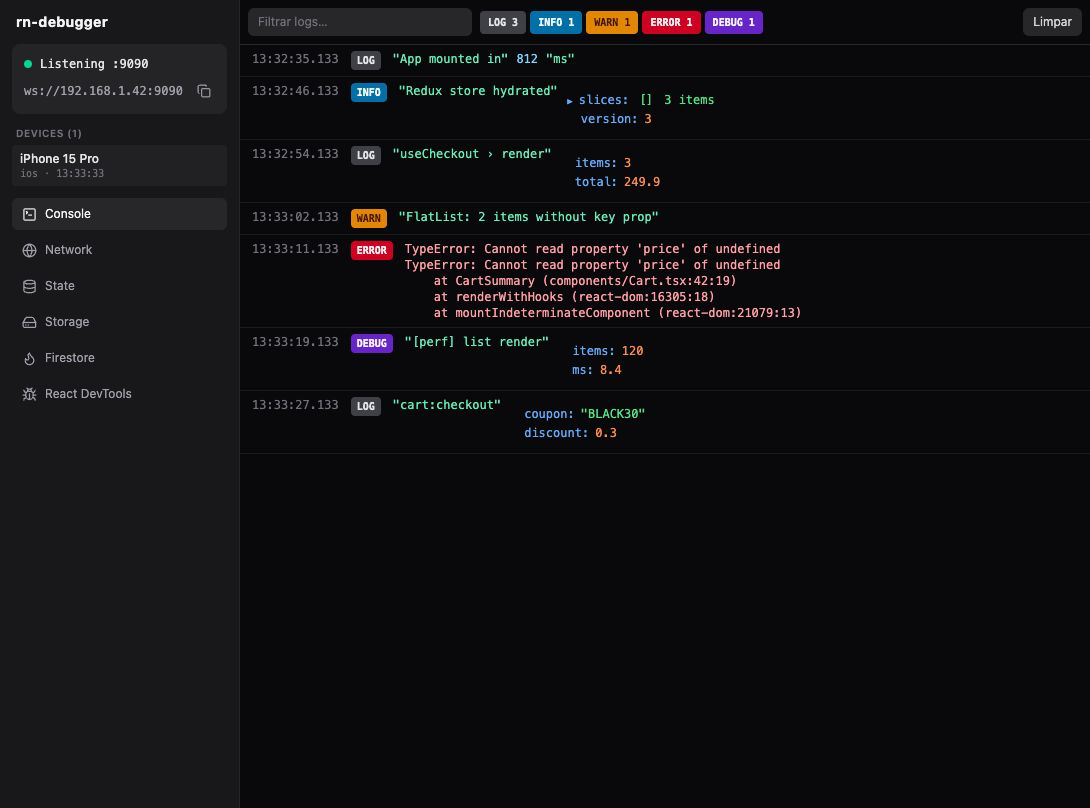 rn-debugger
Listening :9090
ws://192.168.1.42:9090
DEVICES (1)
iPhone 15 Pro
ios · 13:33:33
Console
Network
State
Storage
Firestore
React DevTools
Filtrar logs... LOG 3 INFO 1 WARN 1 ERROR 1 DEBUG 1 Limpar
13:32:35.133 LOG "App mounted in" 812 "ms"
13:32:46.133 INFO "Redux store hydrated" ▶ slices: [] 3 items
version: 3
13:32:54.133 LOG "useCheckout › render"
items: 3
total: 249.9
13:33:02.133 WARN "FlatList: 2 items without key prop"
13:33:11.133 ERROR TypeError: Cannot read property 'price' of undefined
TypeError: Cannot read property 'price' of undefined
at CartSummary (components/Cart.tsx:42:19)
at renderWithHooks (react-dom:16305:18)
at mountIndeterminateComponent (react-dom:21079:13)
13:33:19.133 DEBUG "[perf] list render"
items: 120
ms: 8.4
13:33:27.133 LOG "cart:checkout"
coupon: "BLACK30"
discount: 0.3